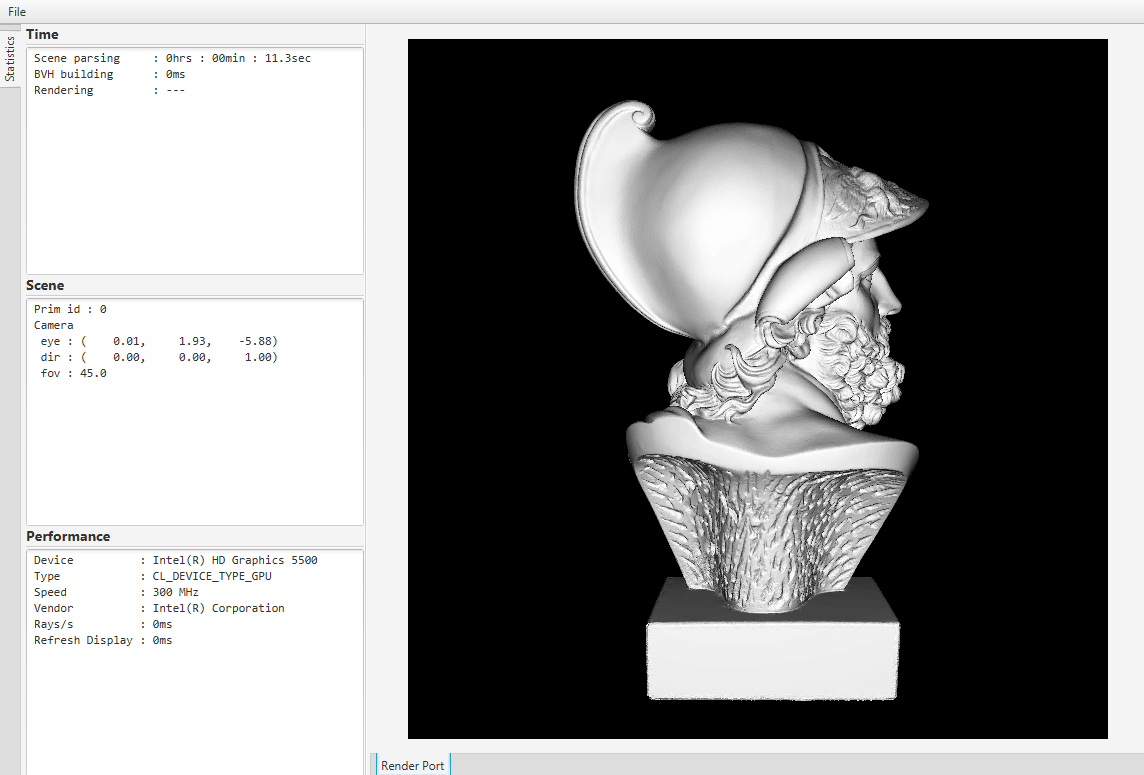 File
Statistics
Time
Scene parsing : 0hrs : 00min : 11.3sec
BVH building : 0ms
Rendering : ---
Scene
Prim id : 0
Camera
eye : ( 0.01, 1.93, -5.88)
dir : ( 0.00, 0.00, 1.00)
fov : 45.0
Performance
Device : Intel(R) HD Graphics 5500
Type : CL_DEVICE_TYPE_GPU
Speed : 300 MHz
Vendor : Intel(R) Corporation
Rays/s : 0ms
Refresh Display : 0ms
Render Port